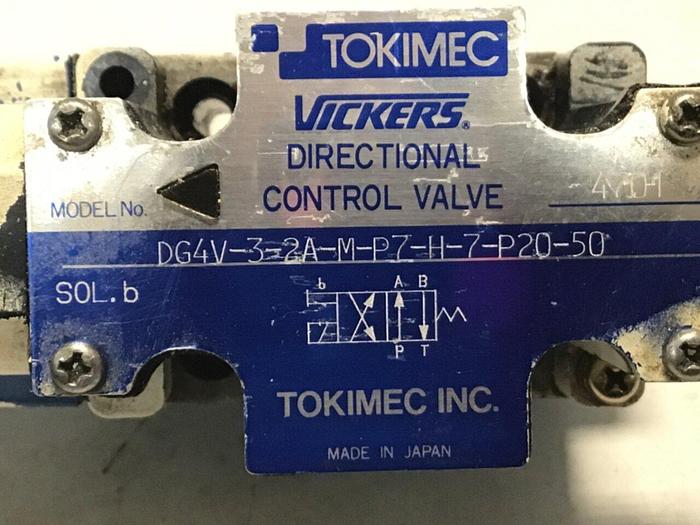 TOKIMEC
VICKERS®
DIRECTIONAL
CONTROL VALVE
MODEL No.
DG4V-3-2A-M-P7-H-7-P20-50
SOL.b
b A B
P T
TOKIMEC INC.
MADE IN JAPAN